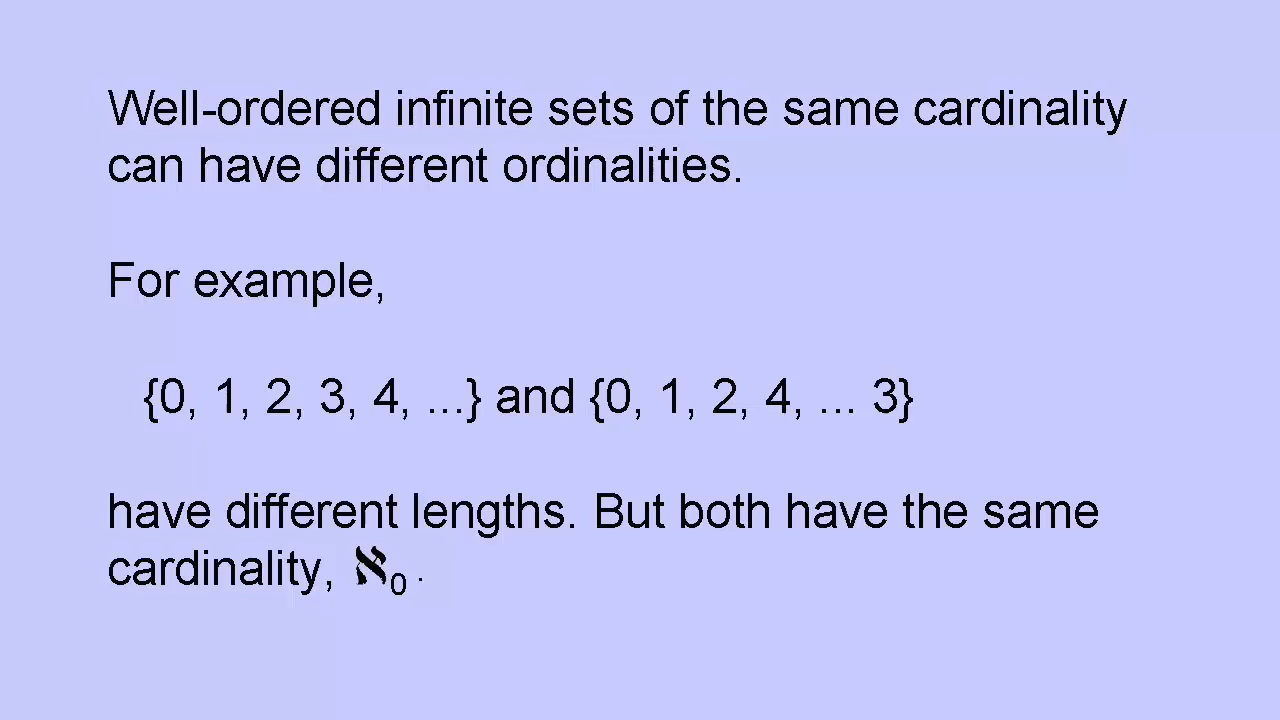 Well-ordered infinite sets of the same cardinality
can have different ordinalities.
For example,
{0, 1, 2, 3, 4, ...} and {0, 1, 2, 4, ... 3}
have different lengths. But both have the same
cardinality, ℵ₀ .